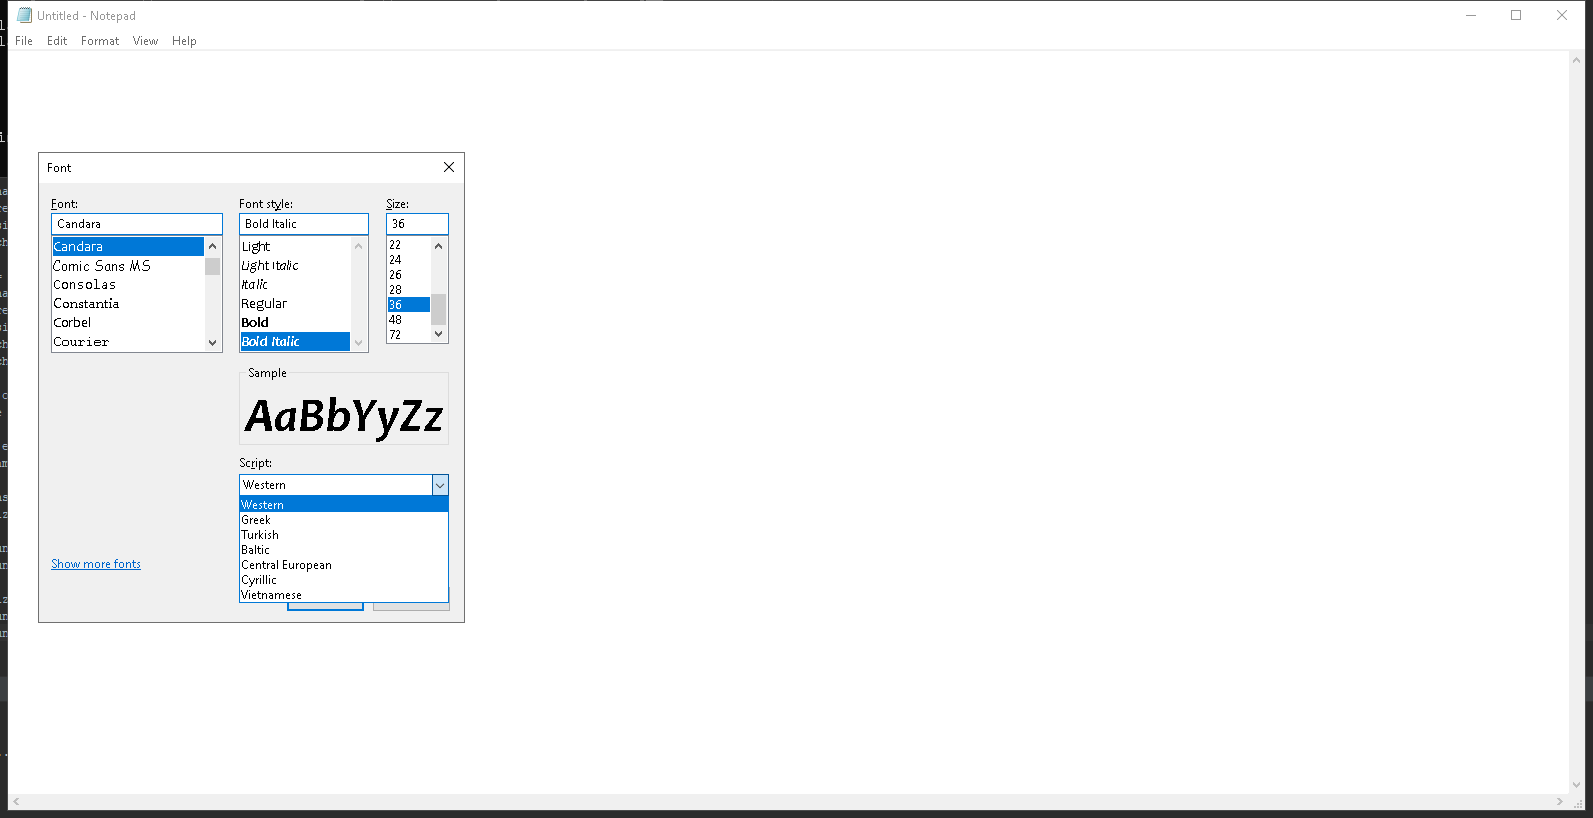 Untitled - Notepad
File Edit Format View Help
Font
Font: Font style: Size:
Candara Bold Italic 36
Candara
Comic Sans MS
Consolas
Constantia
Corbel
Courier
Light
Light Italic
Italic
Regular
Bold
Bold Italic
22
24
26
28
36
48
72
Sample
AaBbYyZz
Script:
Western
Western
Greek
Turkish
Baltic
Central European
Cyrillic
Vietnamese
Show more fonts